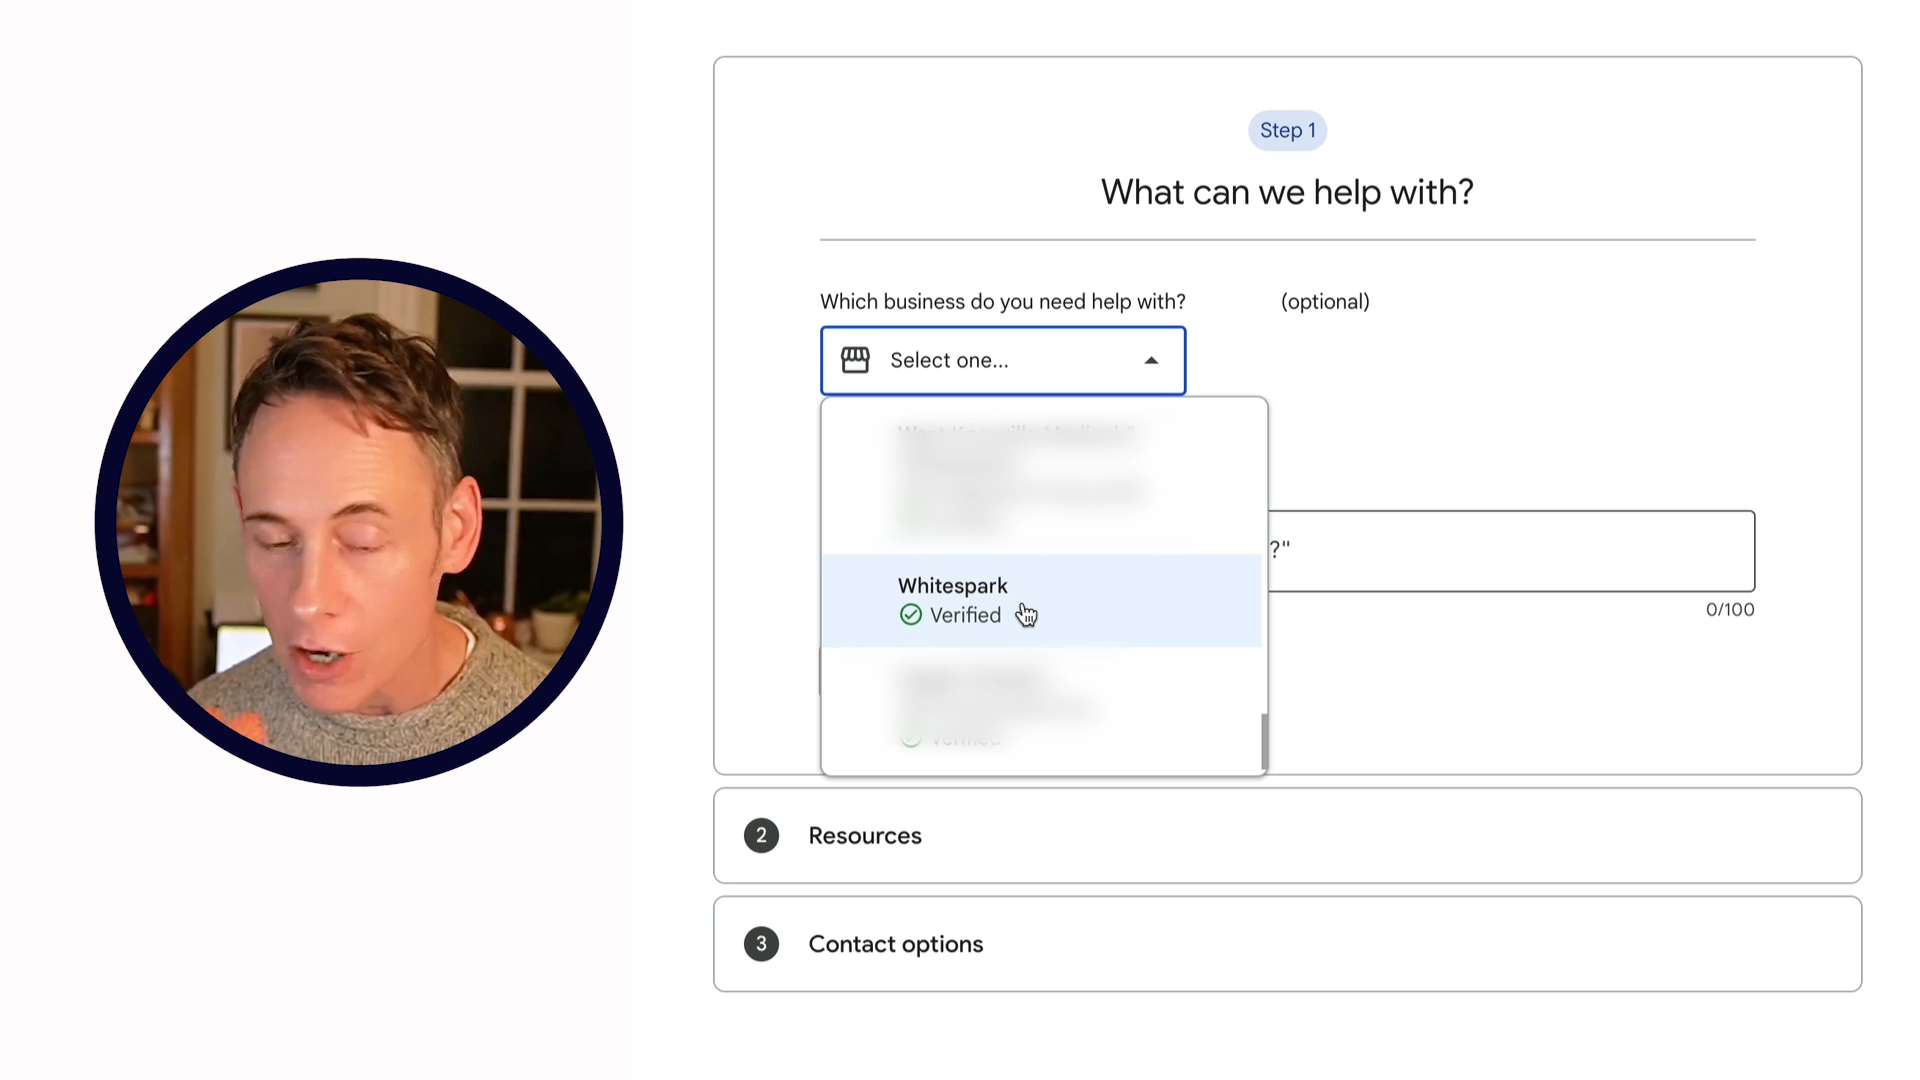 Step 1
What can we help with?
Which business do you need help with? (optional)
Select one...
Whitespark
Verified
?"
0/100
Verified
2 Resources
3 Contact options